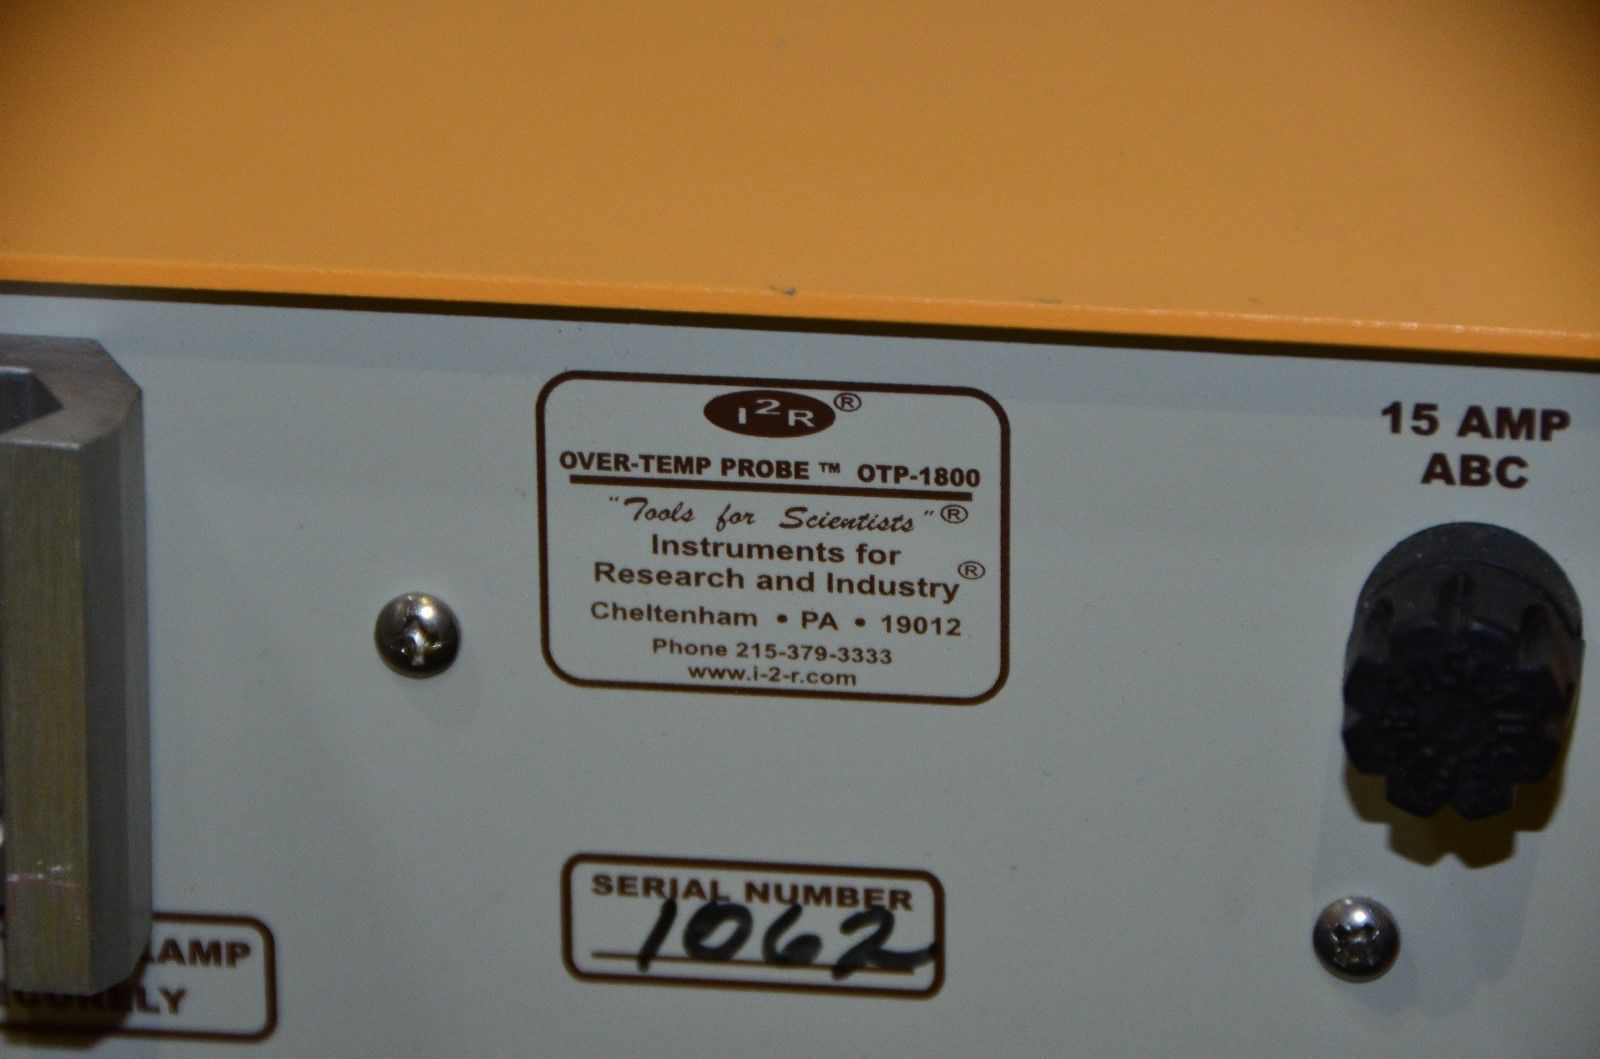 I2R®
OVER-TEMP PROBE ™ OTP-1800
"Tools for Scientists"®
Instruments for
Research and Industry®
Cheltenham • PA • 19012
Phone 215-379-3333
www.i-2-r.com
15 AMP
ABC
SERIAL NUMBER
1062